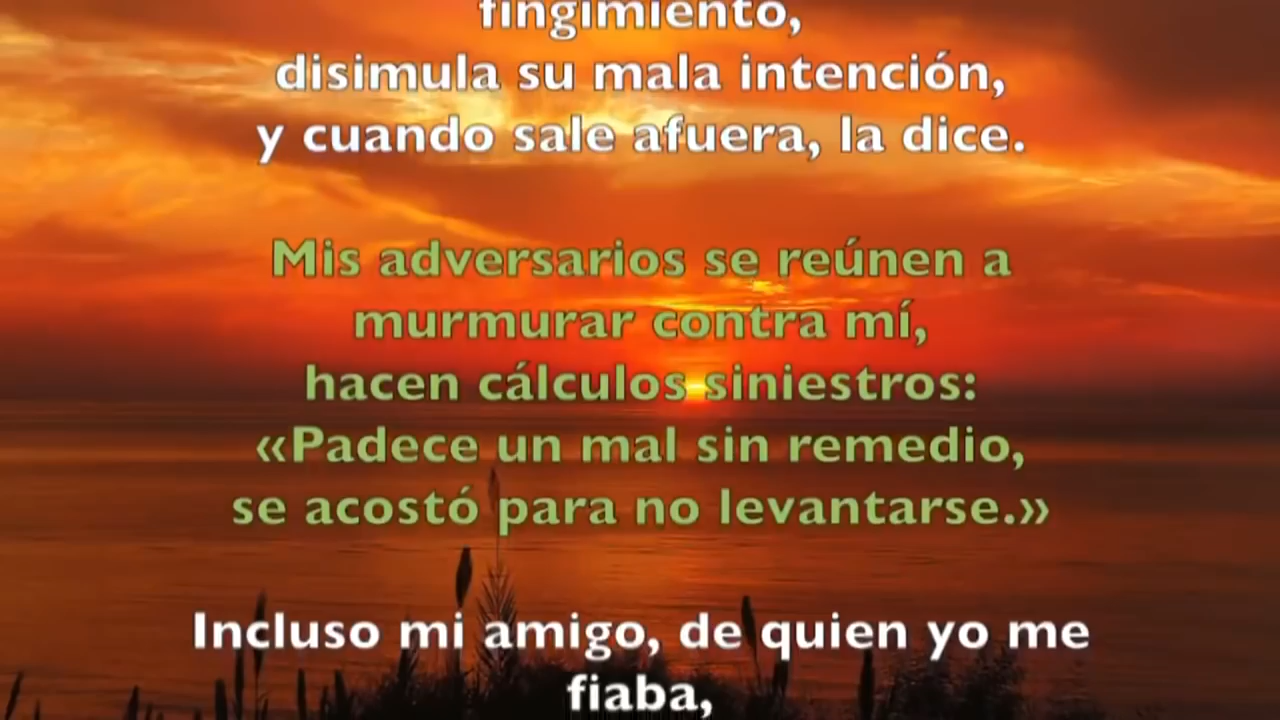 fingimiento,
disimula su mala intención,
y cuando sale afuera, la dice.
Mis adversarios se reúnen a
murmurar contra mí,
hacen cálculos siniestros:
«Padece un mal sin remedio,
se acostó para no levantarse.»
Incluso mi amigo, de quien yo me
fiaba,